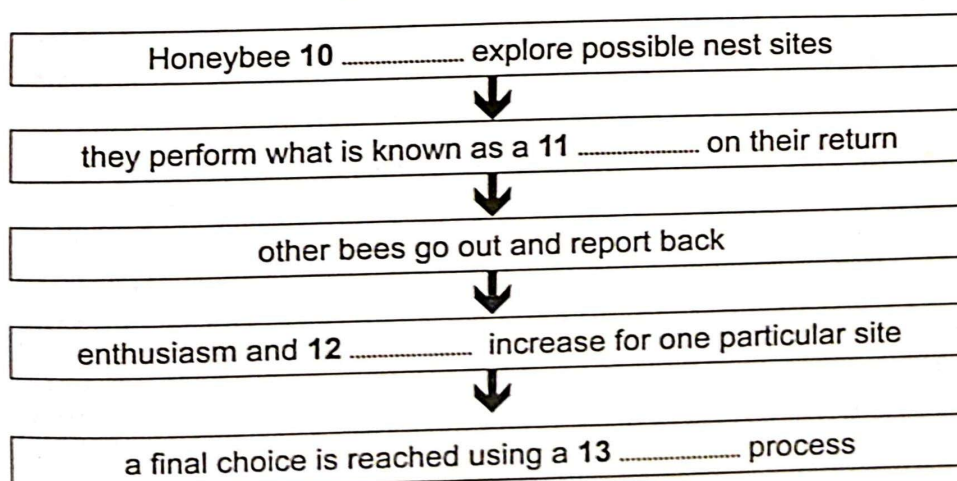 Honeybee 10 .................... explore possible nest sites
they perform what is known as a 11 .................... on their return
other bees go out and report back
enthusiasm and 12 .................... increase for one particular site
a final choice is reached using a 13 .................... process